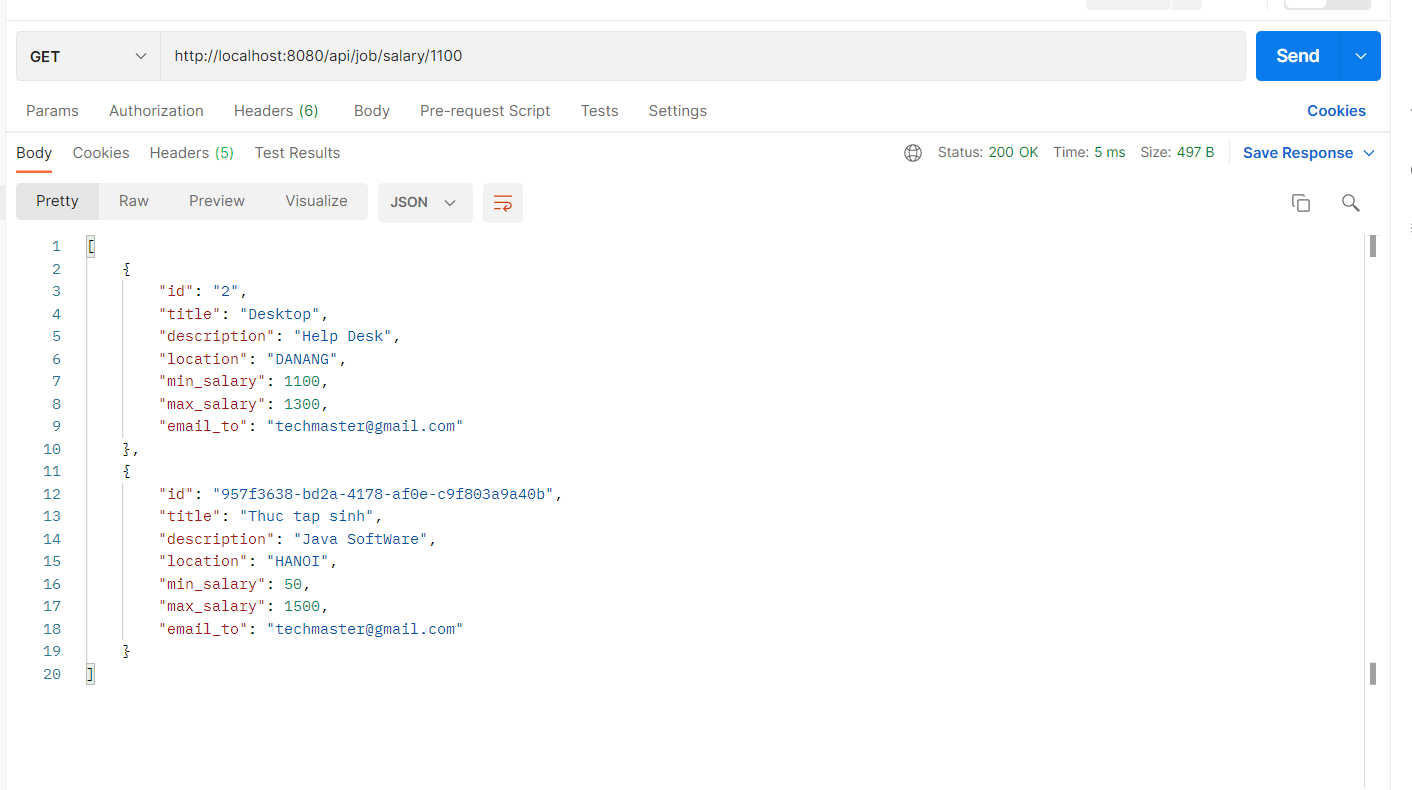 GET http://localhost:8080/api/job/salary/1100 Send
Params Authorization Headers (6) Body Pre-request Script Tests Settings Cookies
Body Cookies Headers (5) Test Results Status: 200 OK Time: 5 ms Size: 497 B Save Response
Pretty Raw Preview Visualize JSON
1 [
2 {
3 "id": "2",
4 "title": "Desktop",
5 "description": "Help Desk",
6 "location": "DANANG",
7 "min_salary": 1100,
8 "max_salary": 1300,
9 "email_to": "techmaster@gmail.com"
10 },
11 {
12 "id": "957f3638-bd2a-4178-af0e-c9f803a9a40b",
13 "title": "Thuc tap sinh",
14 "description": "Java SoftWare",
15 "location": "HANOI",
16 "min_salary": 50,
17 "max_salary": 1500,
18 "email_to": "techmaster@gmail.com"
19 }
20 ]